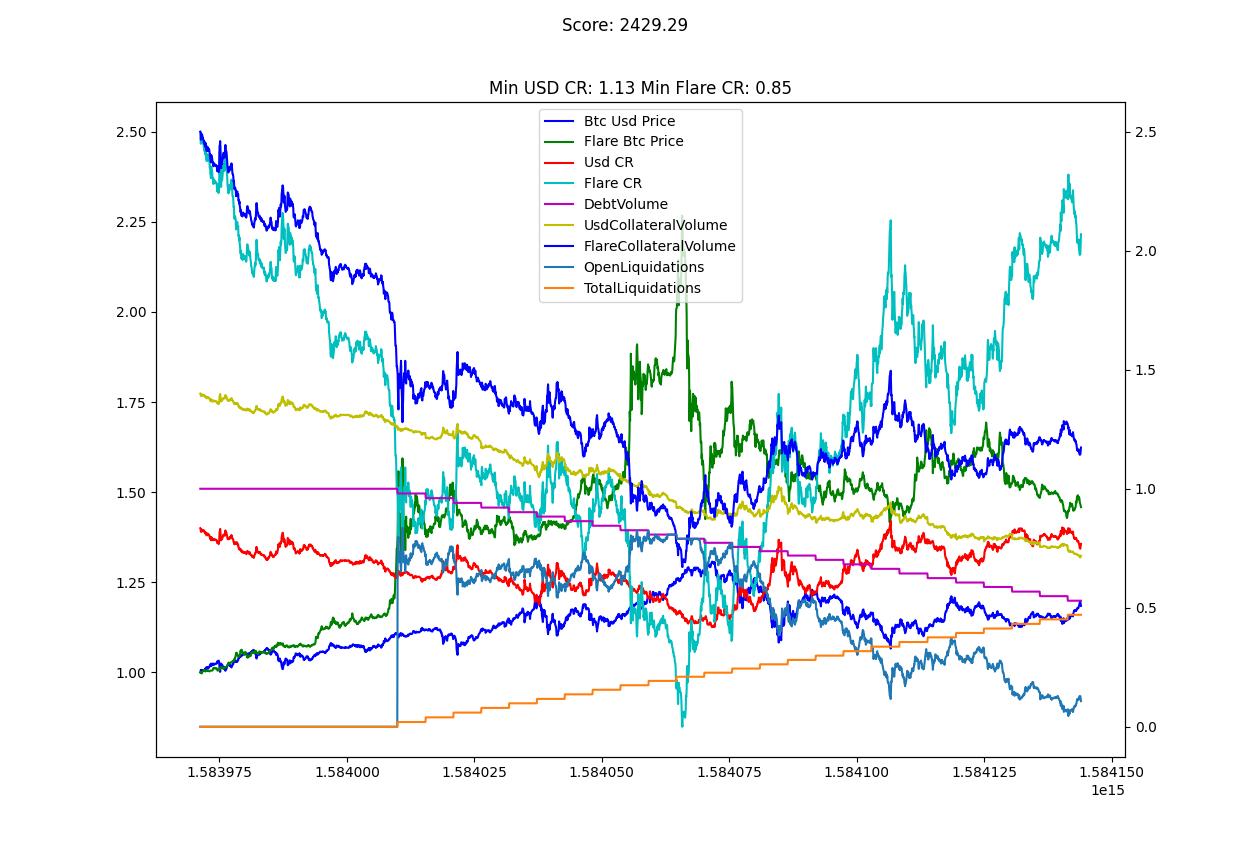 Score: 2429.29
Min USD CR: 1.13 Min Flare CR: 0.85
Btc Usd Price
Flare Btc Price
Usd CR
Flare CR
DebtVolume
UsdCollateralVolume
FlareCollateralVolume
OpenLiquidations
TotalLiquidations
2.50
2.25
2.00
1.75
1.50
1.25
1.00
2.5
2.0
1.5
1.0
0.5
0.0
1.583975 1.584000 1.584025 1.584050 1.584075 1.584100 1.584125 1.584150
1e15